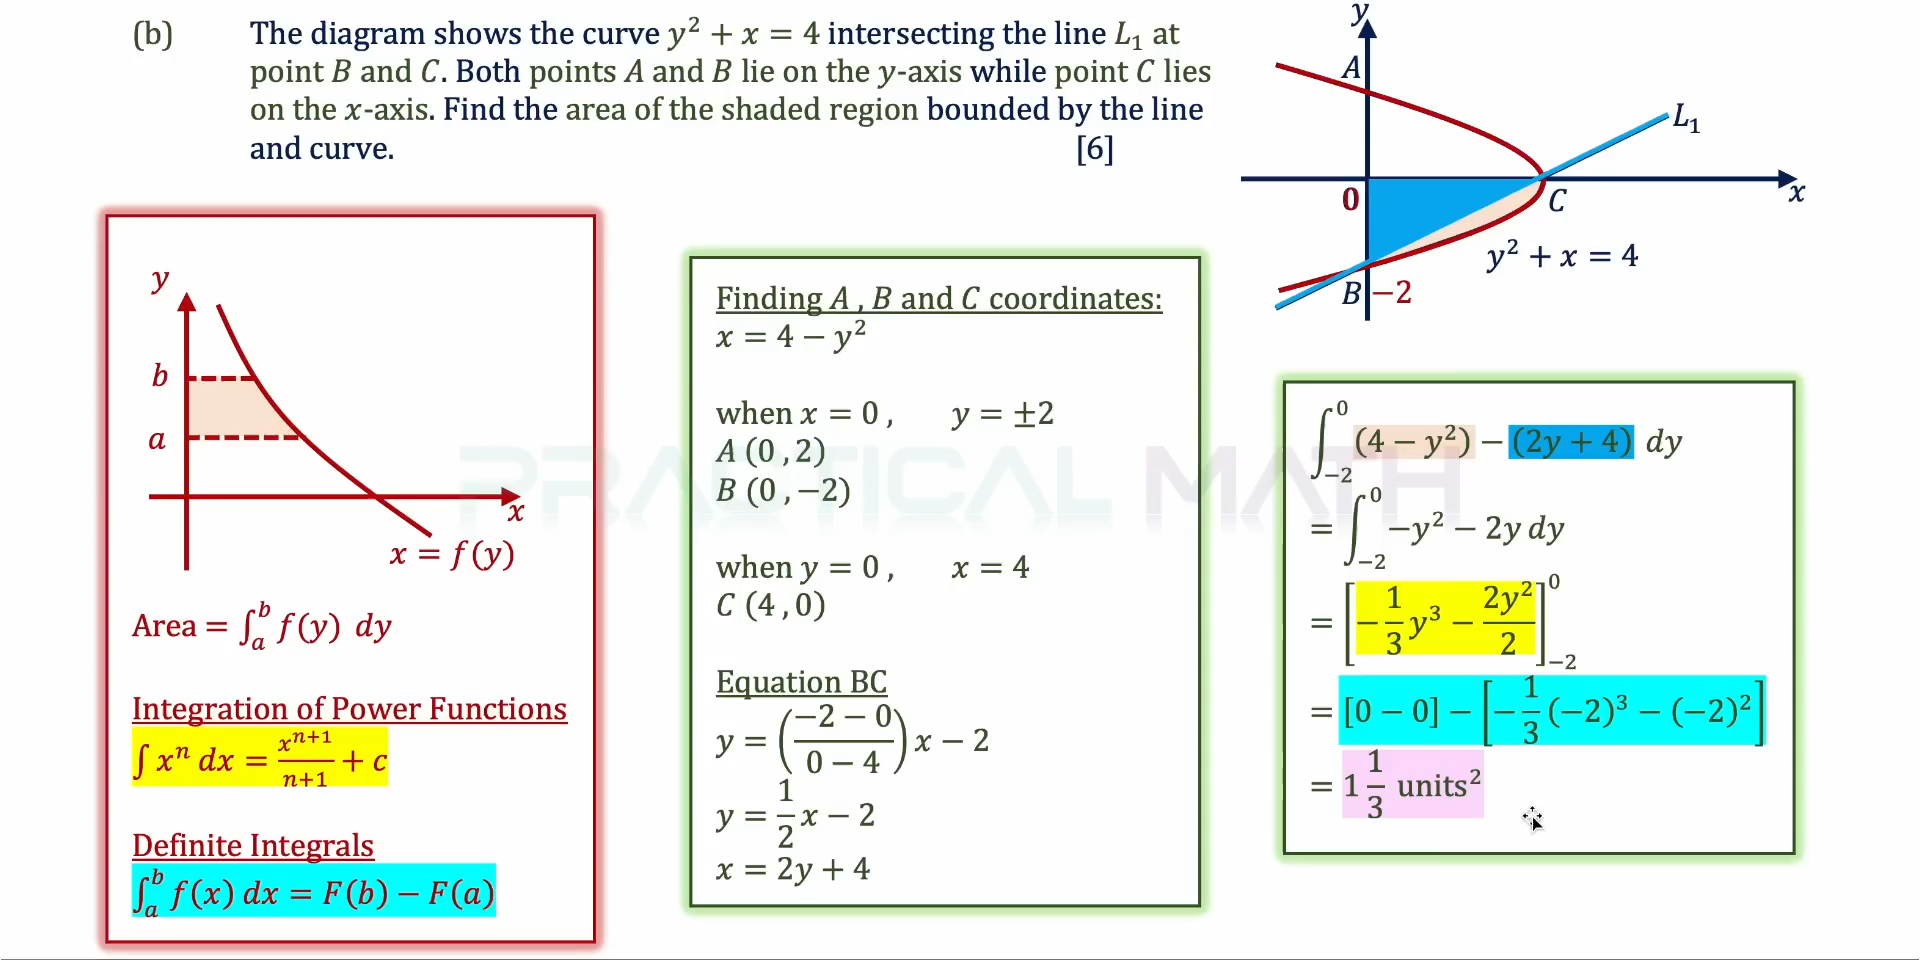 (b) The diagram shows the curve y² + x = 4 intersecting the line L₁ at
point B and C. Both points A and B lie on the y-axis while point C lies
on the x-axis. Find the area of the shaded region bounded by the line
and curve. [6]
y
A
L₁
0
C
x
y² + x = 4
B
−2
y
b
a
x
x = f(y)
Area = ∫ₐᵇ f(y) dy
Integration of Power Functions
∫ xⁿ dx = xⁿ⁺¹/n+1 + c
Definite Integrals
∫ₐᵇ f(x) dx = F(b) − F(a)
Finding A , B and C coordinates:
x = 4 − y²
when x = 0 , y = ±2
A (0 , 2)
B (0 , −2)
when y = 0 , x = 4
C (4 , 0)
Equation BC
y = (−2 − 0 / 0 − 4) x − 2
y = 1/2 x − 2
x = 2y + 4
∫₋₂⁰ (4 − y²) − (2y + 4) dy
= ∫₋₂⁰ −y² − 2y dy
= [−1/3 y³ − 2y²/2]₋₂⁰
= [0 − 0] − [−1/3 (−2)³ − (−2)²]
= 1 1/3 units²
PRACTICAL MATH